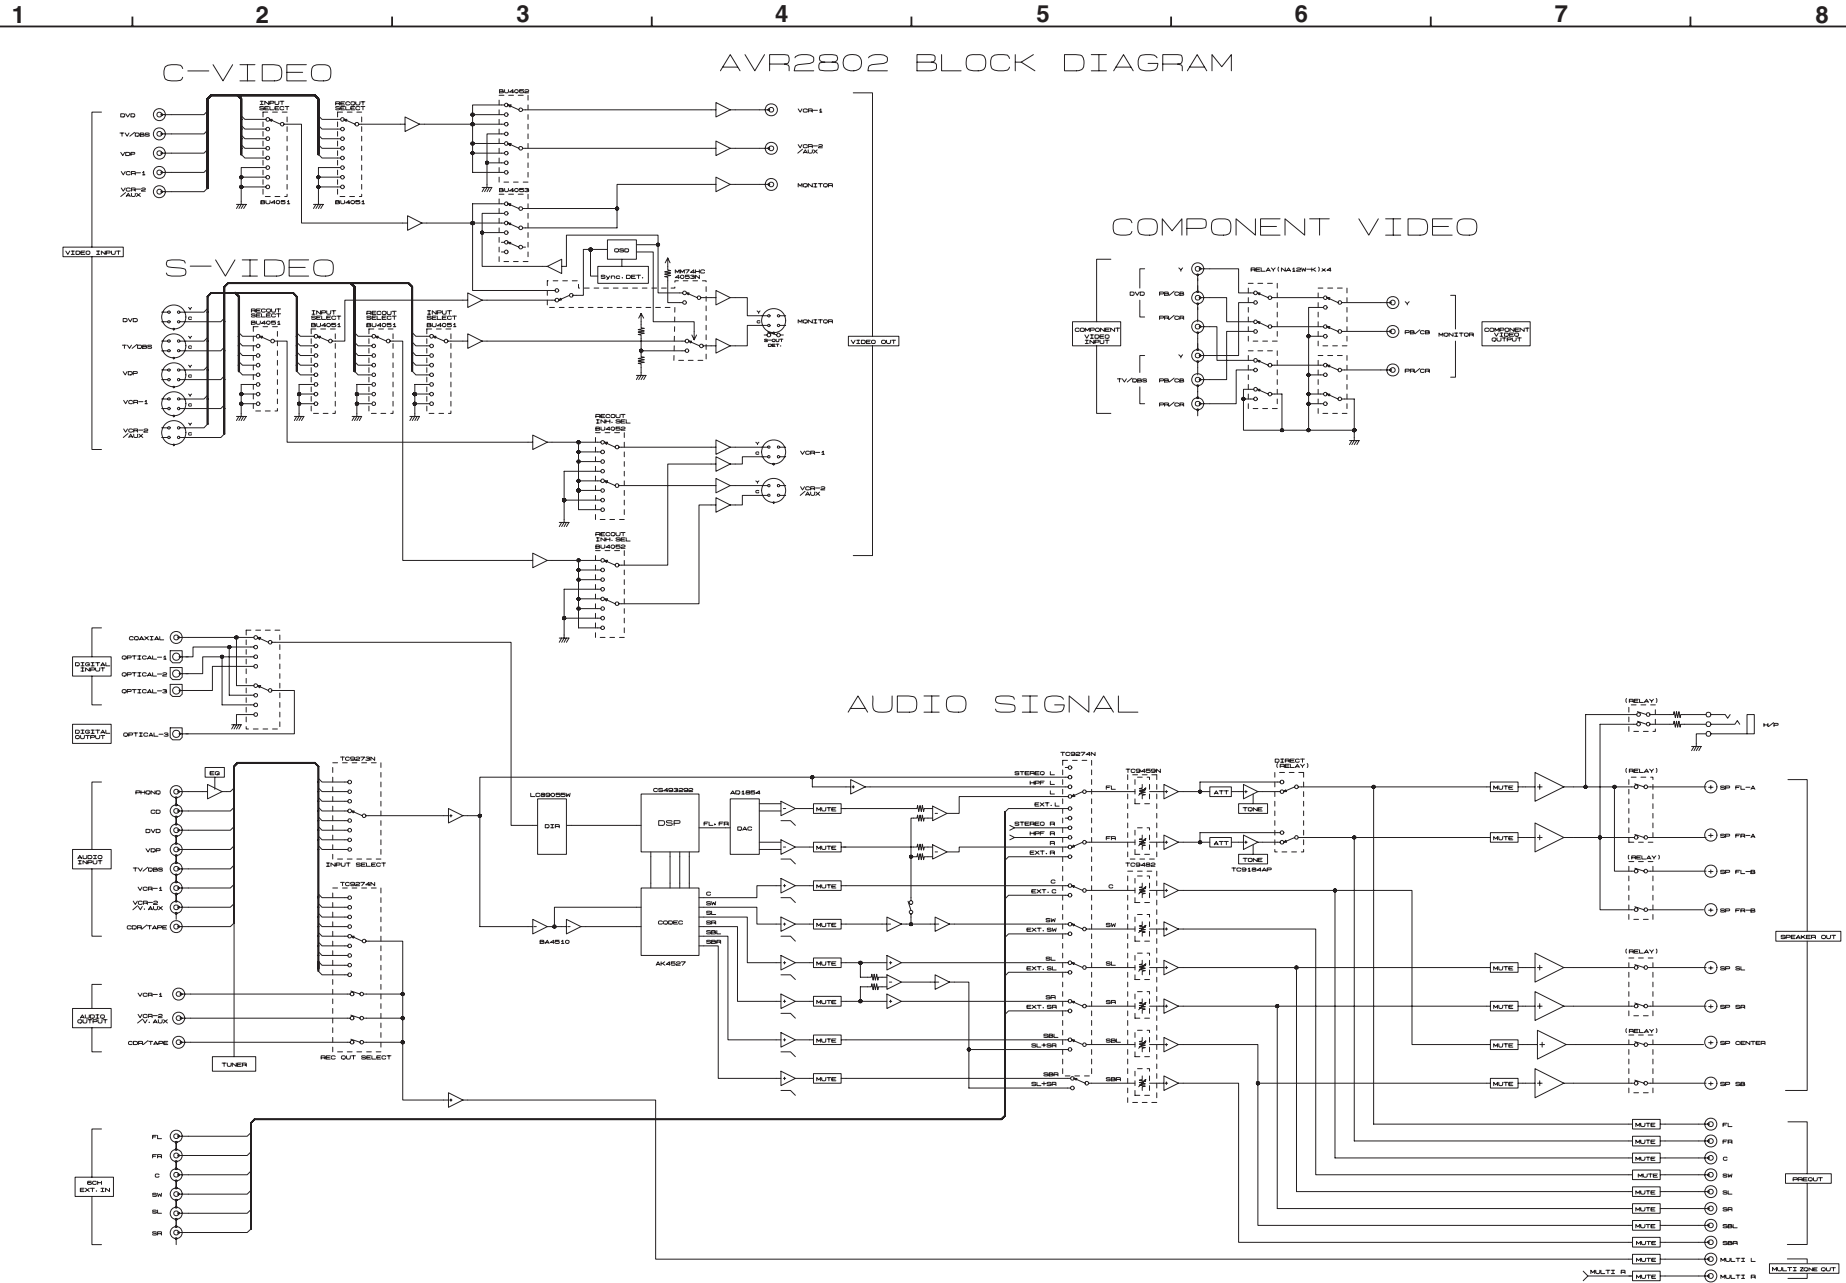 1 2 3 4 5 6 7 8
AVR2802 BLOCK DIAGRAM
C-VIDEO
INPUT SELECT
RECOUT SELECT
BU4052
DVD
TV/DBS
VDP
VCR-1
VCR-2 /AUX
BU4051
BU4051
BU4053
VCR-1
VCR-2 /AUX
MONITOR
VIDEO INPUT
OSD
Sync.DET.
MM74HC 4053N
S-VIDEO
RECOUT SELECT BU4051
INPUT SELECT BU4051
RECOUT SELECT BU4051
INPUT SELECT BU4051
DVD
TV/DBS
VDP
VCR-1
VCR-2 /AUX
Y
C
Y
C
Y
C
Y
C
Y
C
Y
C
MONITOR
S-OUT DET.
VIDEO OUT
RECOUT INH.SEL BU4052
Y
C
VCR-1
Y
C
VCR-2 /AUX
RECOUT INH.SEL BU4052
COMPONENT VIDEO
RELAY(NA12W-K)x4
COMPONENT VIDEO INPUT
DVD
Y
PB/CB
PR/CR
TV/DBS
Y
PB/CB
PR/CR
Y
PB/CB
PR/CR
MONITOR
COMPONENT VIDEO OUTPUT
DIGITAL INPUT
COAXIAL
OPTICAL-1
OPTICAL-2
OPTICAL-3
DIGITAL OUTPUT
OPTICAL-3
AUDIO SIGNAL
AUDIO INPUT
EQ
PHONO
CD
DVD
VDP
TV/DBS
VCR-1
VCR-2 /V.AUX
CDR/TAPE
TC9273N
INPUT SELECT
TC9274N
REC OUT SELECT
AUDIO OUTPUT
VCR-1
VCR-2 /V.AUX
CDR/TAPE
TUNER
LC89055W
DIR
CS493292
DSP
FL.FR
AD1854
DAC
BA4510
CODEC
AK4527
C
SW
SL
SR
SBL
SBR
MUTE
MUTE
MUTE
MUTE
MUTE
MUTE
MUTE
MUTE
TC9274N
STEREO L
HPF L
L
EXT.L
STEREO R
HPF R
R
EXT.R
C
EXT.C
SW
EXT.SW
SL
EXT.SL
SR
EXT.SR
SBL
SL+SR
SBR
SL+SR
FL
FR
C
SW
SL
SR
SBL
SBR
TC9459N
TC9482
ATT
TONE
ATT
TONE
TC9184AP
DIRECT (RELAY)
MUTE
MUTE
MUTE
MUTE
MUTE
MUTE
(RELAY)
H/P
(RELAY)
(RELAY)
(RELAY)
(RELAY)
SP FL-A
SP FR-A
SP FL-B
SP FR-B
SP SL
SP SR
SP CENTER
SP SB
SPEAKER OUT
6CH EXT.IN
FL
FR
C
SW
SL
SR
MUTE FL
MUTE FR
MUTE C
MUTE SW
MUTE SL
MUTE SR
MUTE SBL
MUTE SBR
PREOUT
MUTE MULTI L
MULTI R MUTE MULTI R
MULTI ZONE OUT